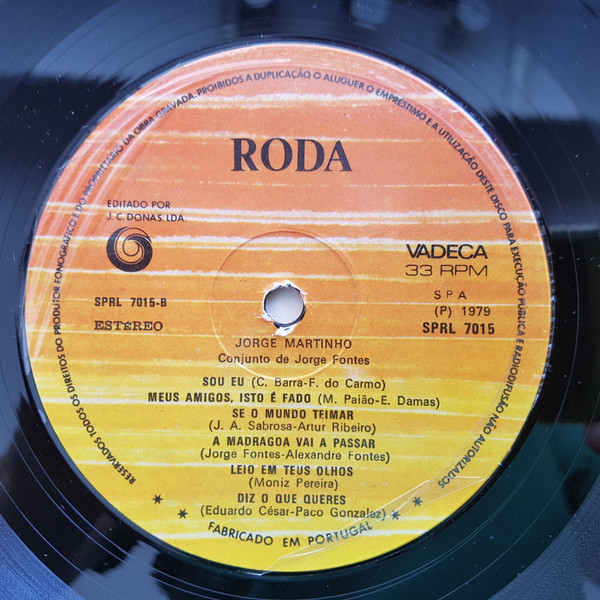 RESERVADOS TODOS OS DIREITOS DO PRODUTOR FONOGRÁFICO E DO PROPRIETÁRIO DA OBRA GRAVADA. PROIBIDOS A DUPLICAÇÃO O ALUGUER O EMPRÉSTIMO E A UTILIZAÇÃO DESTE DISCO PARA EXECUÇÃO PÚBLICA E RADIODIFUSÃO NÃO AUTORIZADOS
RODA
EDITADO POR
J. C. DONAS, LDA.
VADECA
33 RPM
SPRL 7015-B
ESTÉREO
S P A
(P) 1979
SPRL 7015
JORGE MARTINHO
Conjunto de Jorge Fontes
SOU EU (C. Barra-F. do Carmo)
MEUS AMIGOS, ISTO É FADO (M. Paião-E. Damas)
SE O MUNDO TEIMAR
(J. A. Sabrosa-Artur Ribeiro)
A MADRAGOA VAI A PASSAR
(Jorge Fontes-Alexandre Fontes)
LEIO EM TEUS OLHOS
(Moniz Pereira)
DIZ O QUE QUERES
(Eduardo César-Paco Gonzalez)
* * FABRICADO EM PORTUGAL * *